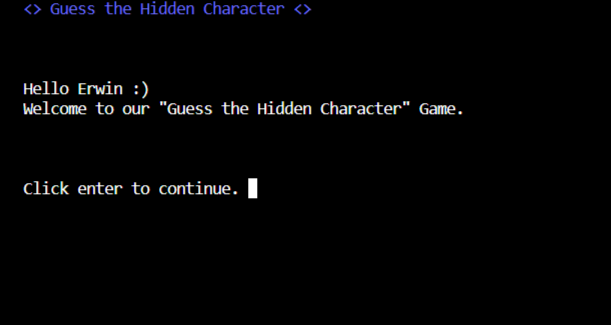 <> Guess the Hidden Character <>
Hello Erwin :)
Welcome to our "Guess the Hidden Character" Game.
Click enter to continue.